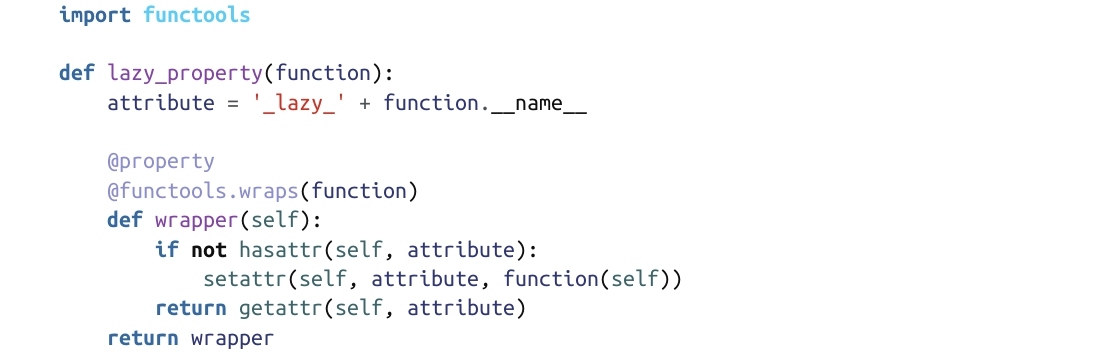 import functools

def lazy_property(function):
    attribute = '_lazy_' + function.__name__

    @property
    @functools.wraps(function)
    def wrapper(self):
        if not hasattr(self, attribute):
            setattr(self, attribute, function(self))
        return getattr(self, attribute)
    return wrapper